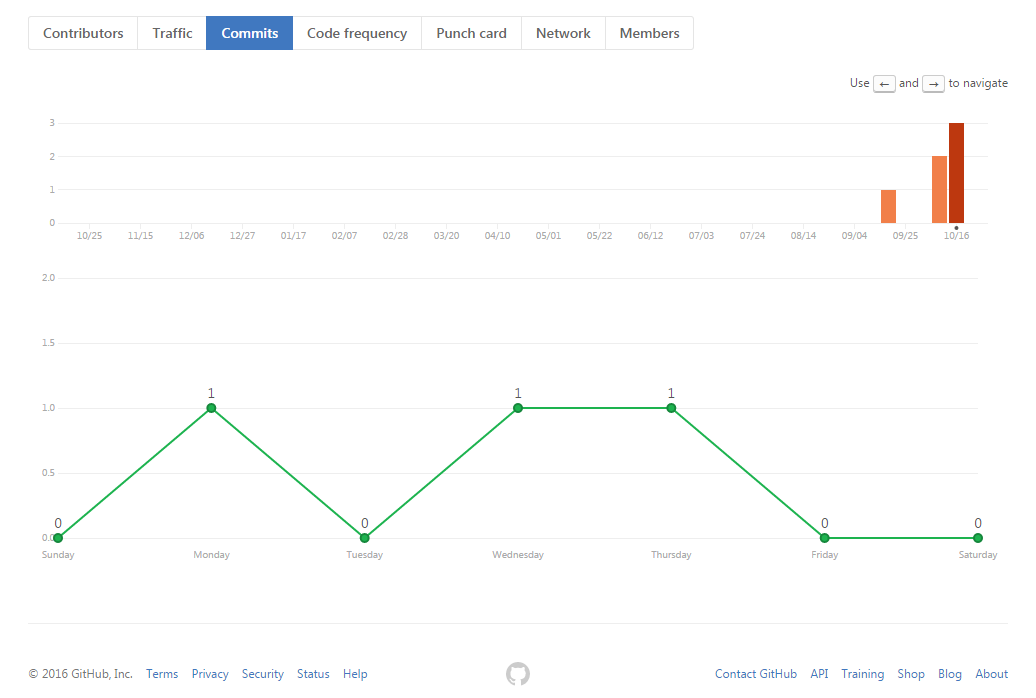 Contributors Traffic Commits Code frequency Punch card Network Members
Use ← and → to navigate
3
2
1
0
10/25 11/15 12/06 12/27 01/17 02/07 02/28 03/20 04/10 05/01 05/22 06/12 07/03 07/24 08/14 09/04 09/25 10/16
2.0
1.5
1.0
0.5
0.0
1 1 1
0 0 0 0
Sunday Monday Tuesday Wednesday Thursday Friday Saturday
© 2016 GitHub, Inc. Terms Privacy Security Status Help Contact GitHub API Training Shop Blog About